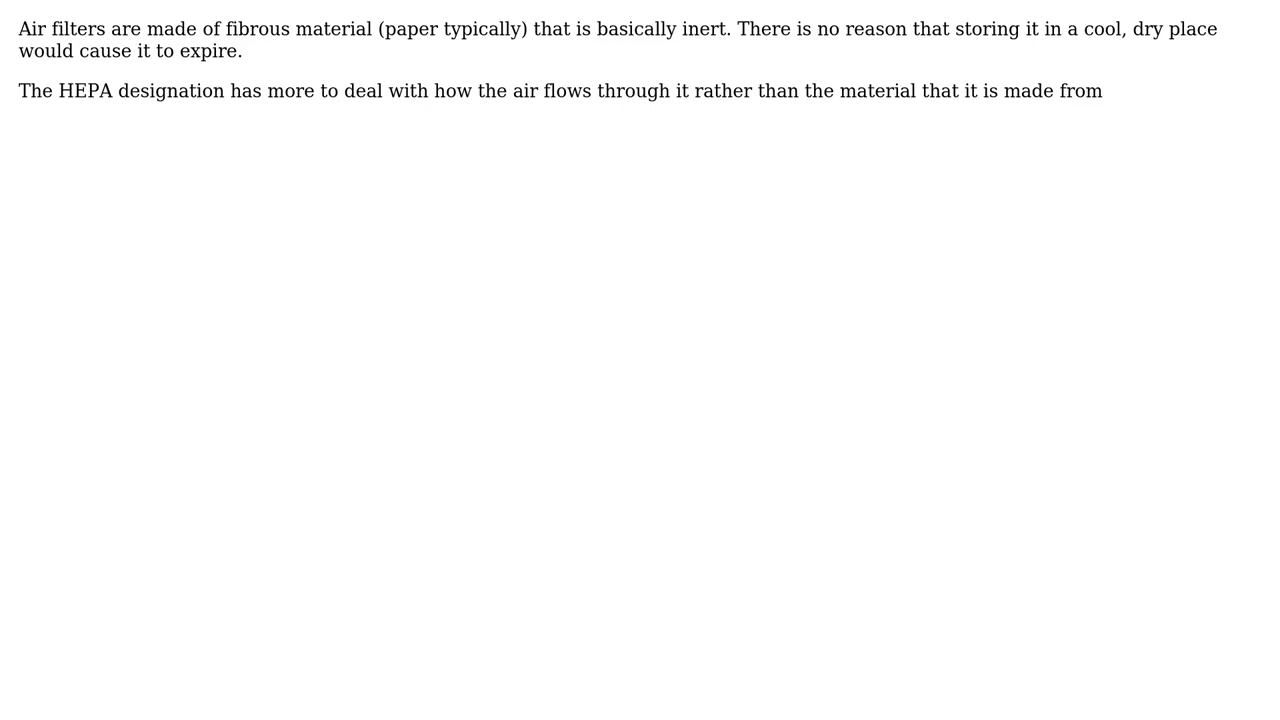 Air filters are made of fibrous material (paper typically) that is basically inert. There is no reason that storing it in a cool, dry place
would cause it to expire.
The HEPA designation has more to deal with how the air flows through it rather than the material that it is made from